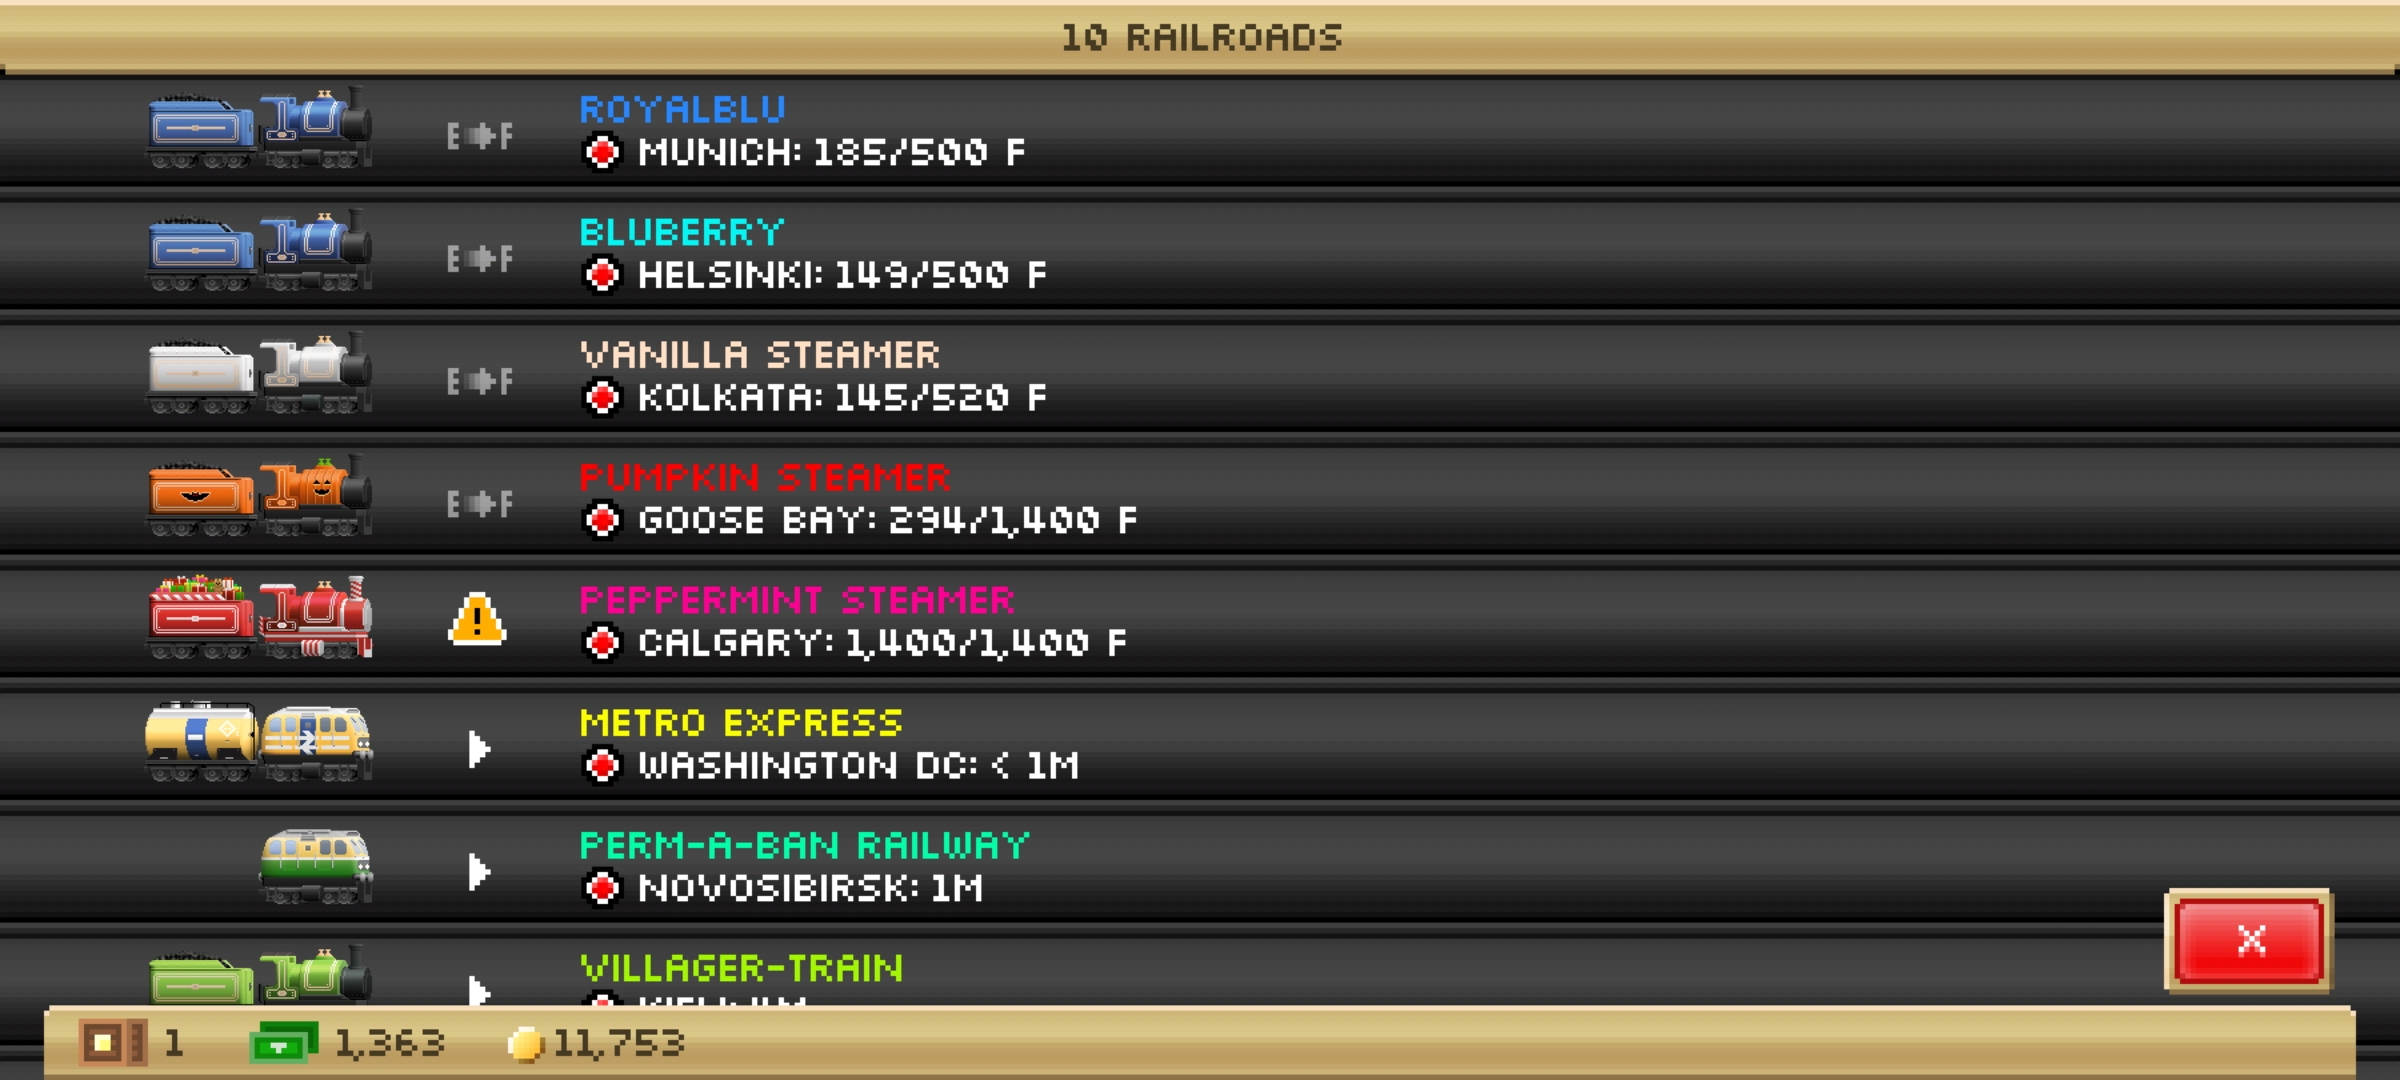 10 RAILROADS
ROYALBLU
E F
MUNICH: 185/500 F
BLUBERRY
E F
HELSINKI: 149/500 F
VANILLA STEAMER
E F
KOLKATA: 145/520 F
PUMPKIN STEAMER
E F
GOOSE BAY: 294/1,400 F
PEPPERMINT STEAMER
!
CALGARY: 1,400/1,400 F
METRO EXPRESS
WASHINGTON DC: < 1M
PERM-A-BAN RAILWAY
NOVOSIBIRSK: 1M
VILLAGER-TRAIN
X
1 1,363 11,753